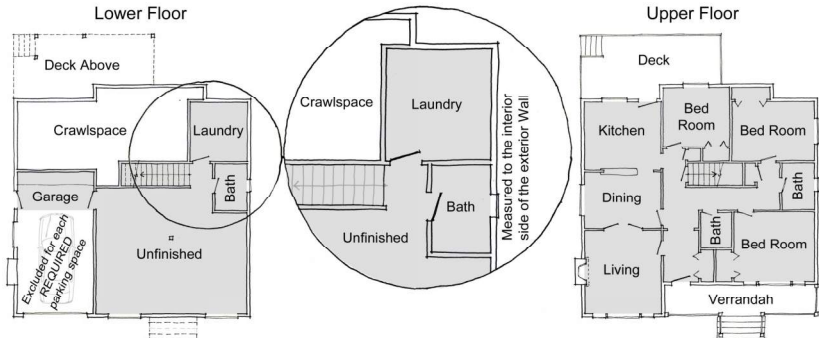 Lower Floor
Deck Above
Crawlspace
Laundry
Bath
Garage
Unfinished
Excluded for each
REQUIRED
parking space
Crawlspace
Laundry
Bath
Unfinished
Measured to the interior
side of the exterior Wall
Upper Floor
Deck
Kitchen
Bed
Room
Bed Room
Dining
Bath
Bath
Living
Bed Room
Verrandah